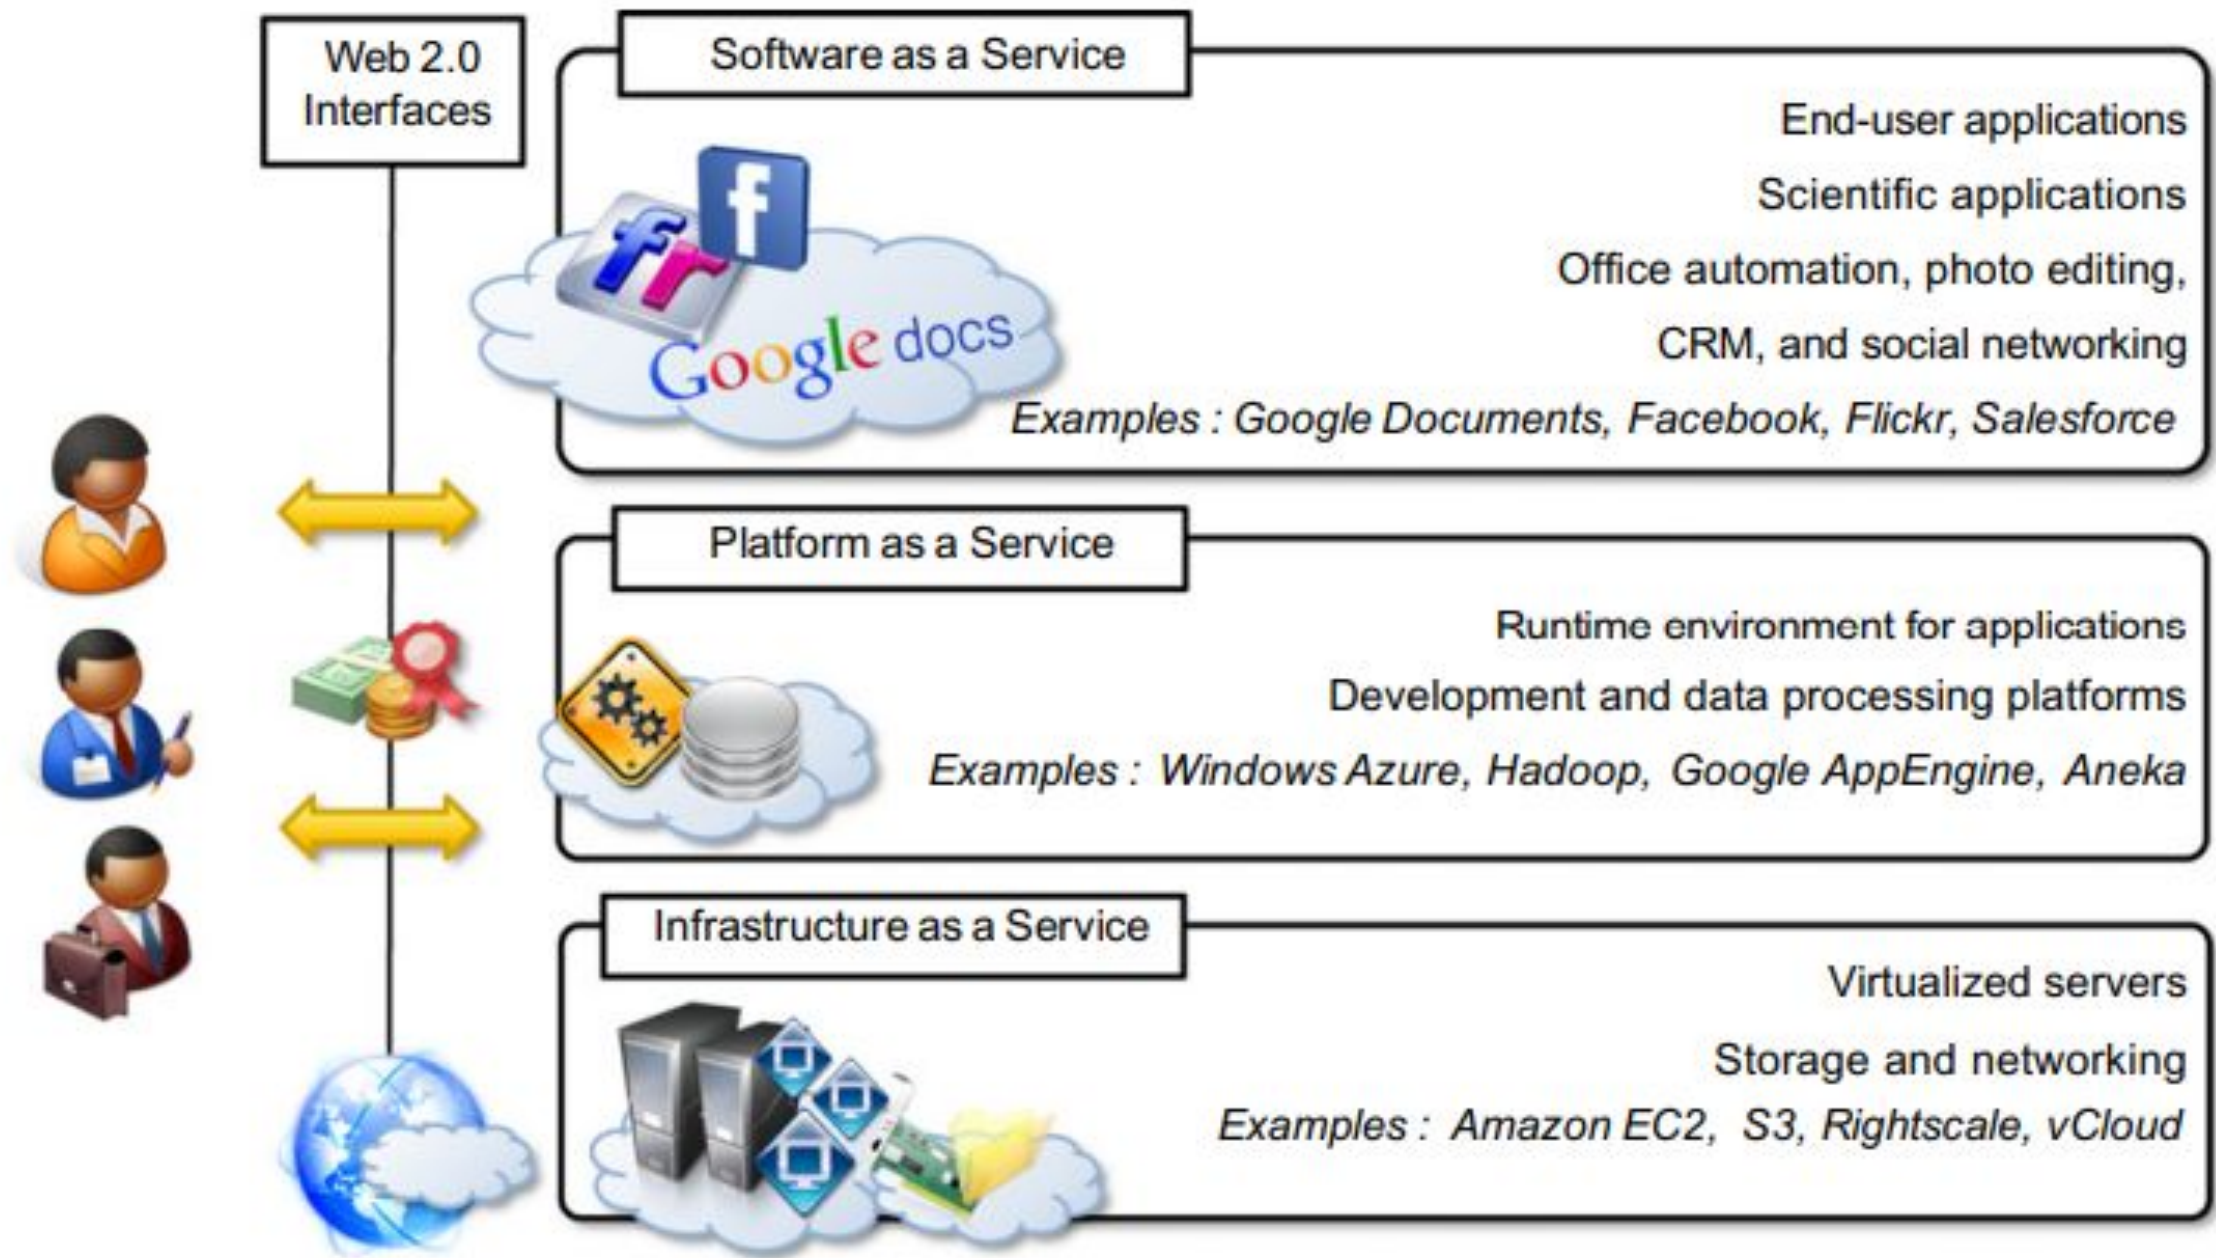 Web 2.0
Interfaces
Software as a Service
End-user applications
Scientific applications
Office automation, photo editing,
CRM, and social networking
Examples : Google Documents, Facebook, Flickr, Salesforce
f
fr
Google docs
Platform as a Service
Runtime environment for applications
Development and data processing platforms
Examples : Windows Azure, Hadoop, Google AppEngine, Aneka
Infrastructure as a Service
Virtualized servers
Storage and networking
Examples : Amazon EC2, S3, Rightscale, vCloud